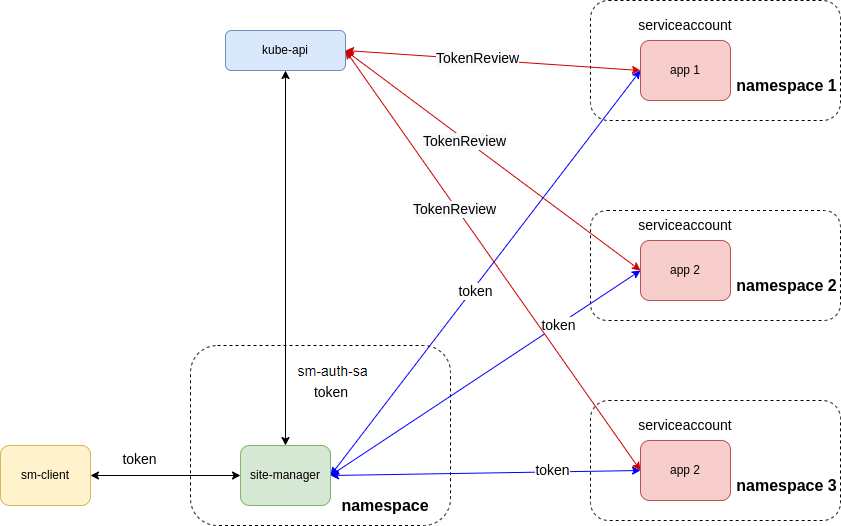 serviceaccount
kube-api
TokenReview
app 1
namespace 1
TokenReview
TokenReview
serviceaccount
app 2
namespace 2
token
token
sm-auth-sa
token
serviceaccount
token
sm-client
site-manager
token
app 2
namespace 3
namespace